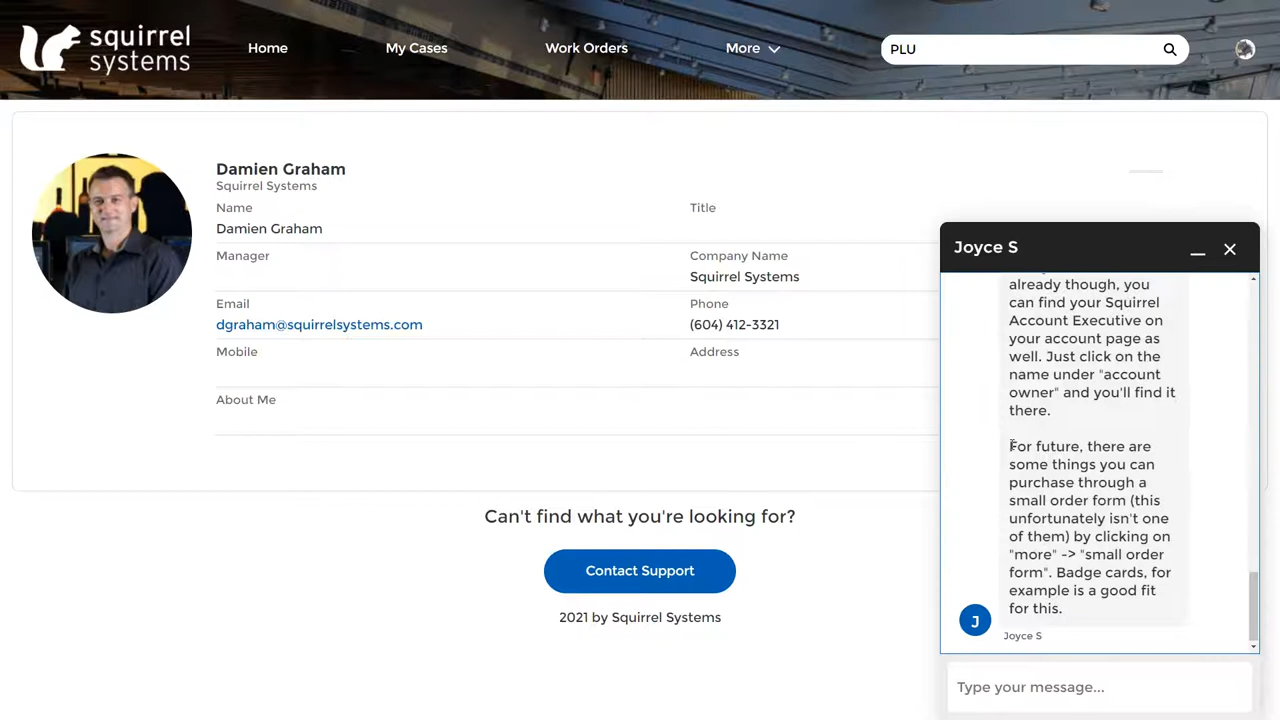 squirrel
systems
Home
My Cases
Work Orders
More
PLU
Damien Graham
Squirrel Systems
Name
Damien Graham
Title
Manager
Company Name
Squirrel Systems
Email
dgraham@squirrelsystems.com
Phone
(604) 412-3321
Mobile
Address
About Me
Can't find what you're looking for?
Contact Support
2021 by Squirrel Systems
Joyce S
already though, you
can find your Squirrel
Account Executive on
your account page as
well. Just click on the
name under "account
owner" and you'll find it
there.
For future, there are
some things you can
purchase through a
small order form (this
unfortunately isn't one
of them) by clicking on
"more" -> "small order
form". Badge cards, for
example is a good fit
for this.
J
Joyce S
Type your message...